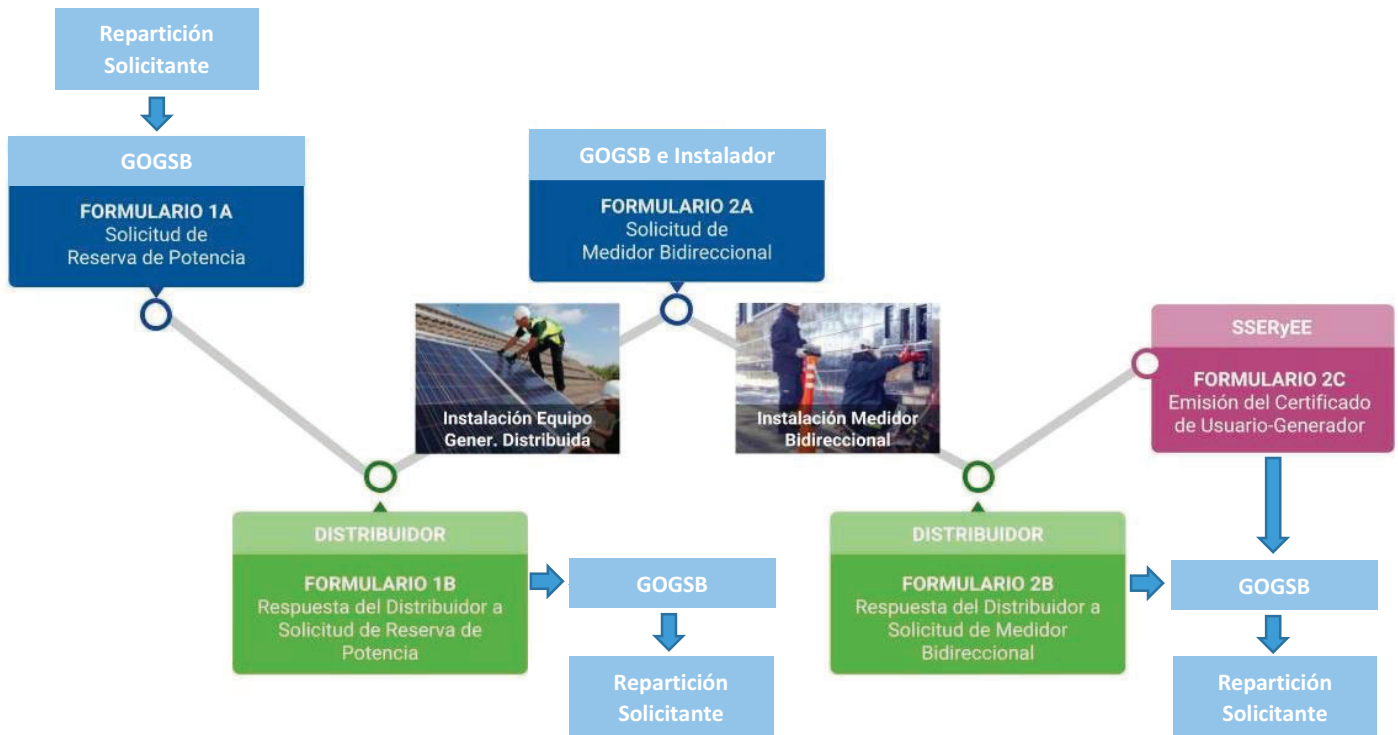 Repartición
Solicitante
GOGSB
FORMULARIO 1A
Solicitud de
Reserva de Potencia
GOGSB e Instalador
FORMULARIO 2A
Solicitud de
Medidor Bidireccional
Instalación Equipo
Gener. Distribuida
Instalación Medidor
Bidireccional
SSERyEE
FORMULARIO 2C
Emisión del Certificado
de Usuario-Generador
DISTRIBUIDOR
FORMULARIO 1B
Respuesta del Distribuidor a
Solicitud de Reserva de
Potencia
GOGSB
Repartición
Solicitante
DISTRIBUIDOR
FORMULARIO 2B
Respuesta del Distribuidor a
Solicitud de Medidor
Bidireccional
GOGSB
Repartición
Solicitante